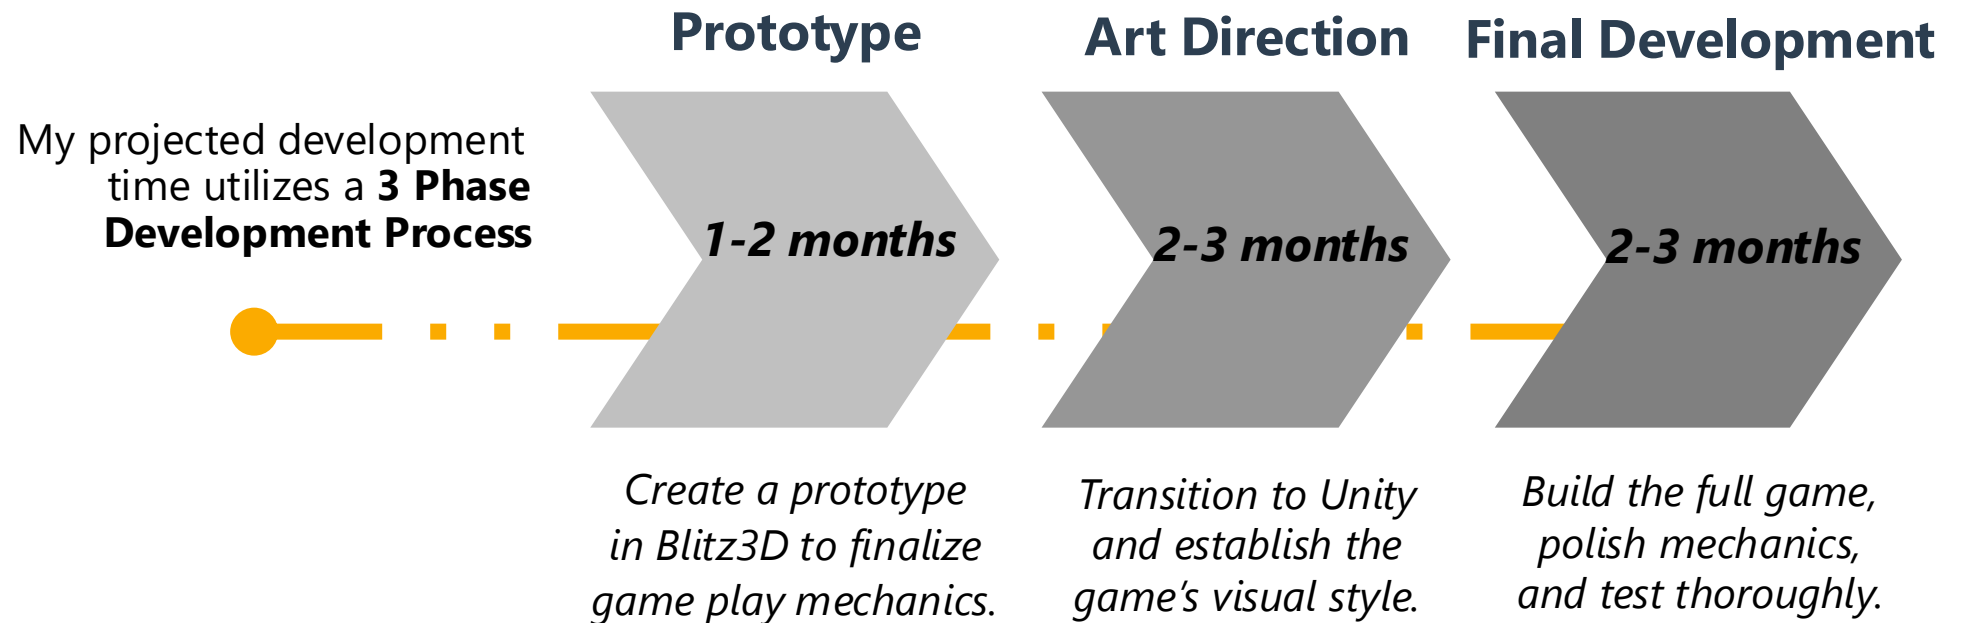 My projected development
time utilizes a 3 Phase
Development Process
Prototype
1-2 months
Create a prototype
in Blitz3D to finalize
game play mechanics.
Art Direction
2-3 months
Transition to Unity
and establish the
game’s visual style.
Final Development
2-3 months
Build the full game,
polish mechanics,
and test thoroughly.